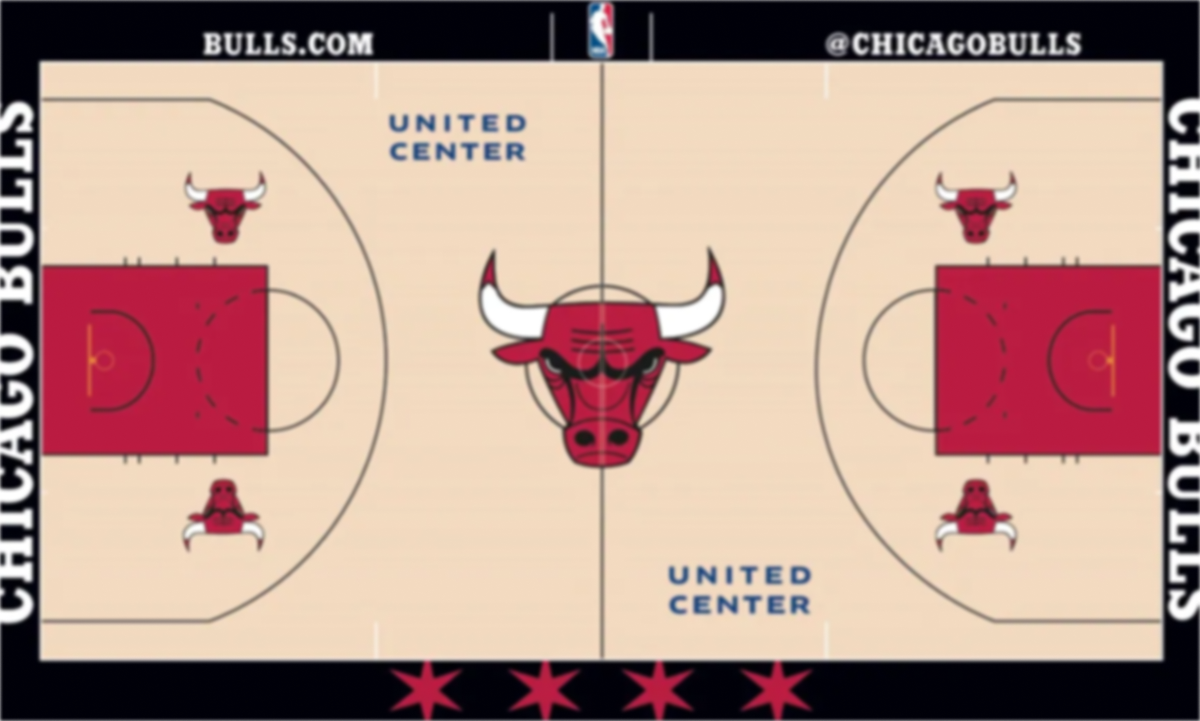 BULLS.COM
@CHICAGOBULLS
UNITED
CENTER
CHICAGO BULLS
CHICAGO BULLS
UNITED
CENTER